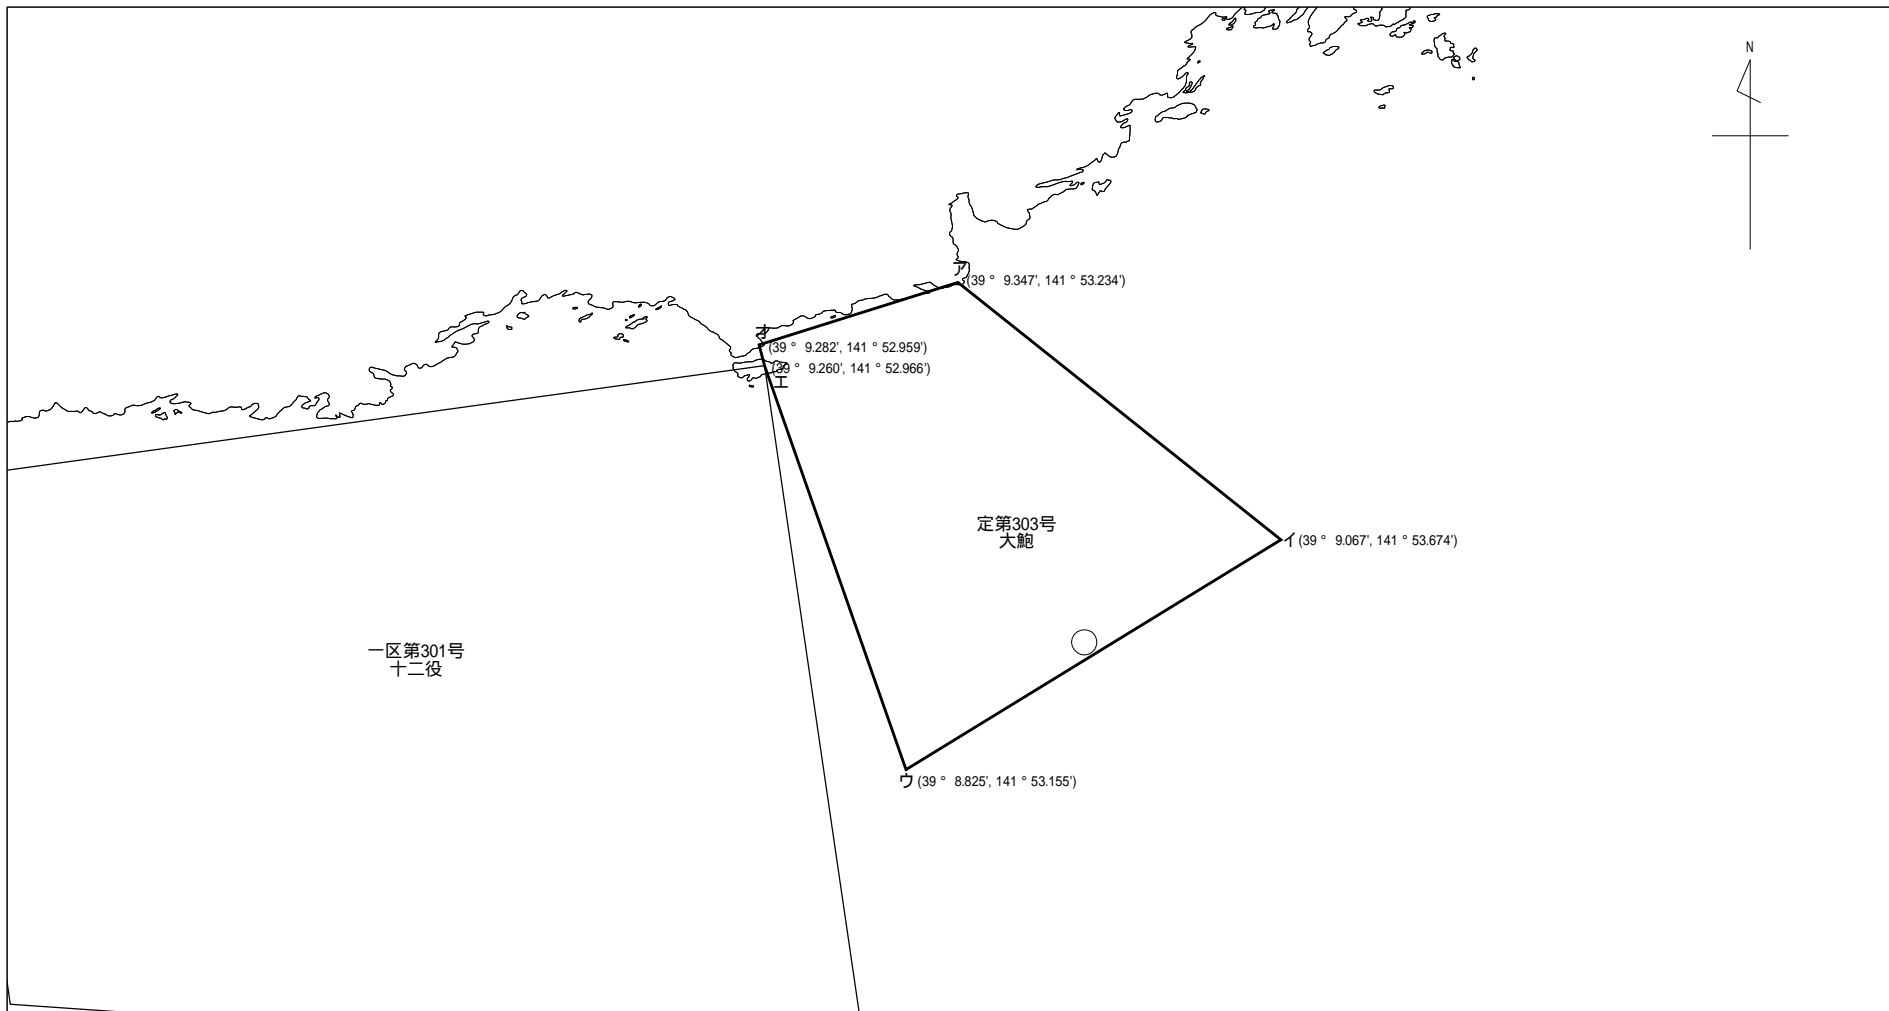 N
ア
(39 ° 9.347', 141 ° 53.234')
オ
(39 ° 9.282', 141 ° 52.959')
(39 ° 9.260', 141 ° 52.966')
エ
定第303号
大鮑
イ(39 ° 9.067', 141 ° 53.674')
一区第301号
十二役
ウ(39 ° 8.825', 141 ° 53.155')